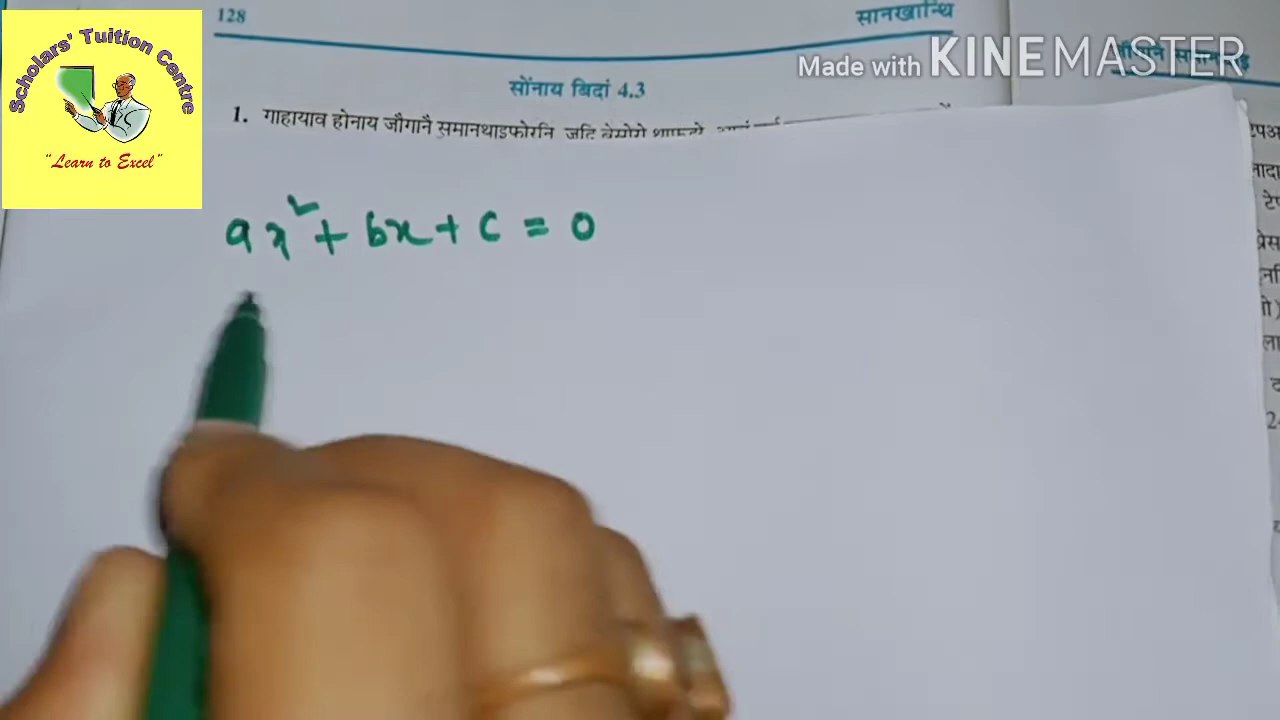 128
सानखान्थि
Scholars' Tuition Centre
"Learn to Excel"
Made with KINEMASTER
सोंनाय बिदां 4.3
1. गाहायाव होनाय जौगानै समानथाइफोरनि
ax² + bx + c = 0